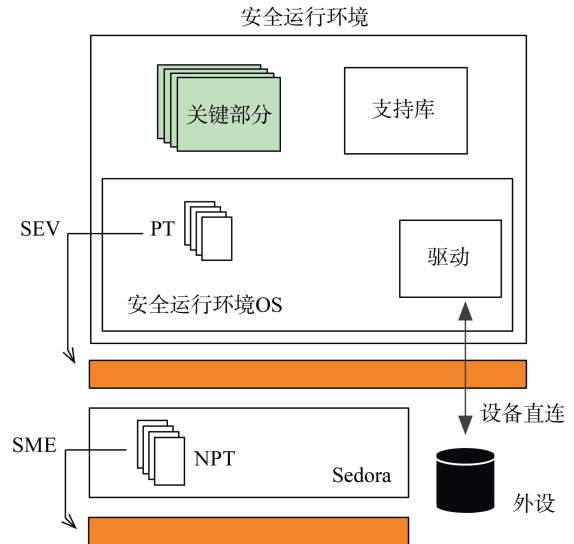 安全运行环境
关键部分
支持库
SEV
PT
驱动
安全运行环境OS
设备直连
SME
NPT
Sedora
外设